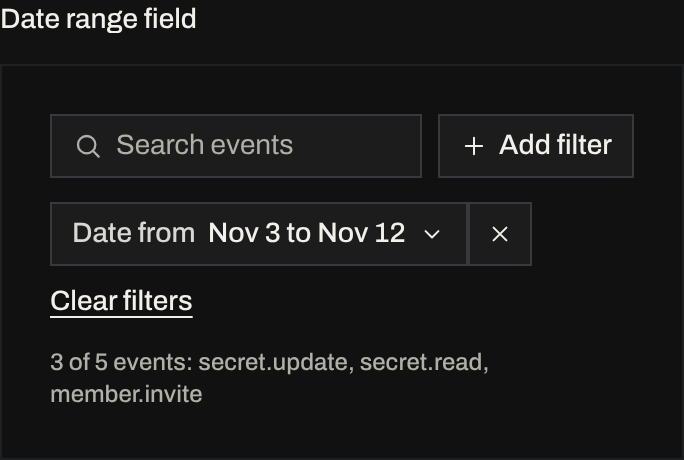 Date range field
Search events
Add filter
Date from Nov 3 to Nov 12
Clear filters
3 of 5 events: secret.update, secret.read,
member.invite